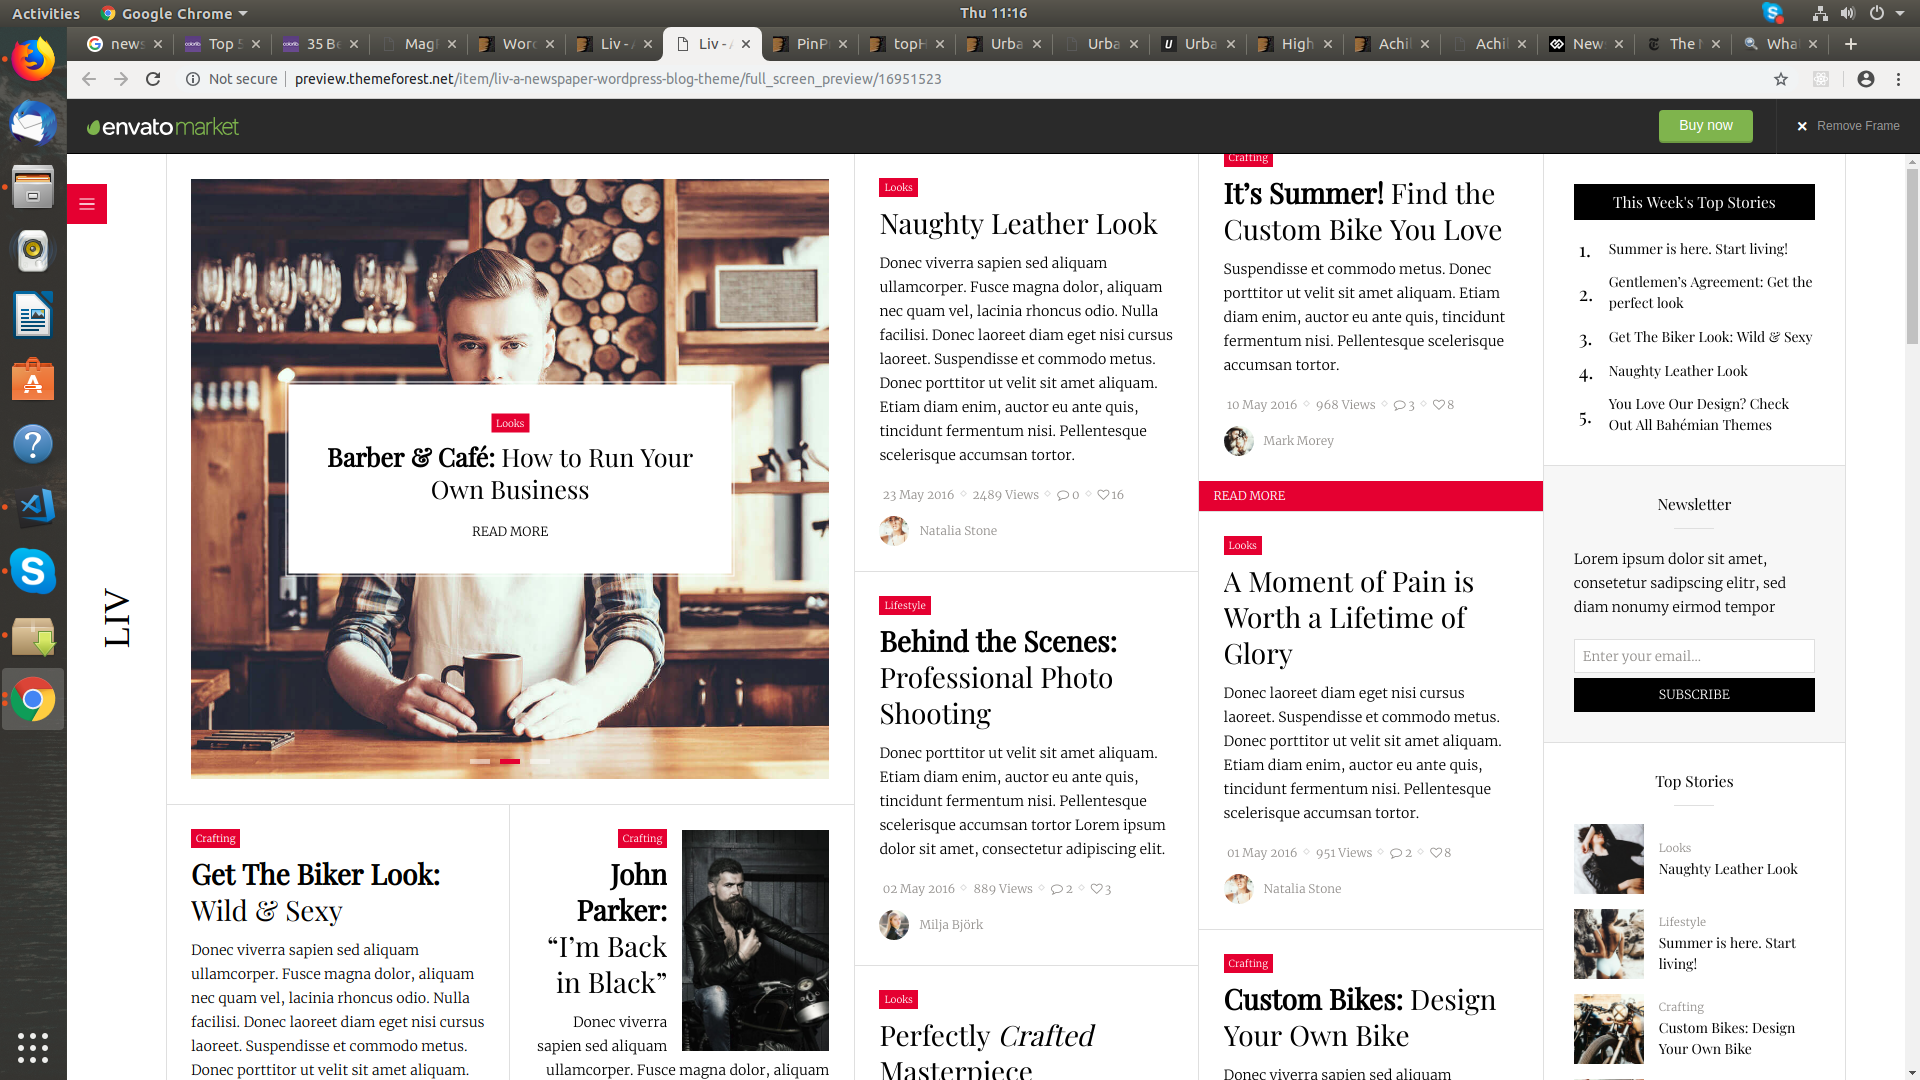 Activities
Google Chrome
Thu 11:16
news
Top 5
35 Be
MagP
Word
Liv - A
Liv - A
PinP
topH
Urba
Urba
Urba
High
Achil
Achil
News
The N
What
Not secure
preview.themeforest.net/item/liv-a-newspaper-wordpress-blog-theme/full_screen_preview/16951523
envatomarket
Buy now
Remove Frame
LIV
Looks
Barber & Café: How to Run Your
Own Business
READ MORE
Crafting
Get The Biker Look:
Wild & Sexy
Donec viverra sapien sed aliquam
ullamcorper. Fusce magna dolor, aliquam
nec quam vel, lacinia rhoncus odio. Nulla
facilisi. Donec laoreet diam eget nisi cursus
laoreet. Suspendisse et commodo metus.
Donec porttitor ut velit sit amet aliquam.
Crafting
John
Parker:
“I’m Back
in Black”
Donec viverra
sapien sed aliquam
ullamcorper. Fusce magna dolor, aliquam
Looks
Naughty Leather Look
Donec viverra sapien sed aliquam
ullamcorper. Fusce magna dolor, aliquam
nec quam vel, lacinia rhoncus odio. Nulla
facilisi. Donec laoreet diam eget nisi cursus
laoreet. Suspendisse et commodo metus.
Donec porttitor ut velit sit amet aliquam.
Etiam diam enim, auctor eu ante quis,
tincidunt fermentum nisi. Pellentesque
scelerisque accumsan tortor.
23 May 2016 2489 Views 0 16
Natalia Stone
Lifestyle
Behind the Scenes:
Professional Photo
Shooting
Donec porttitor ut velit sit amet aliquam.
Etiam diam enim, auctor eu ante quis,
tincidunt fermentum nisi. Pellentesque
scelerisque accumsan tortor Lorem ipsum
dolor sit amet, consectetur adipiscing elit.
02 May 2016 889 Views 2 3
Milja Björk
Looks
Perfectly Crafted
Masterpiece
Crafting
It’s Summer! Find the
Custom Bike You Love
Suspendisse et commodo metus. Donec
porttitor ut velit sit amet aliquam. Etiam
diam enim, auctor eu ante quis, tincidunt
fermentum nisi. Pellentesque scelerisque
accumsan tortor.
10 May 2016 968 Views 3 8
Mark Morey
READ MORE
Looks
A Moment of Pain is
Worth a Lifetime of
Glory
Donec laoreet diam eget nisi cursus
laoreet. Suspendisse et commodo metus.
Donec porttitor ut velit sit amet aliquam.
Etiam diam enim, auctor eu ante quis,
tincidunt fermentum nisi. Pellentesque
scelerisque accumsan tortor.
01 May 2016 951 Views 2 8
Natalia Stone
Crafting
Custom Bikes: Design
Your Own Bike
Donec viverra sapien sed aliquam
This Week's Top Stories
1. Summer is here. Start living!
2. Gentlemen’s Agreement: Get the
perfect look
3. Get The Biker Look: Wild & Sexy
4. Naughty Leather Look
5. You Love Our Design? Check
Out All Bahémian Themes
Newsletter
Lorem ipsum dolor sit amet,
consetetur sadipscing elitr, sed
diam nonumy eirmod tempor
Enter your email...
SUBSCRIBE
Top Stories
Looks
Naughty Leather Look
Lifestyle
Summer is here. Start
living!
Crafting
Custom Bikes: Design
Your Own Bike